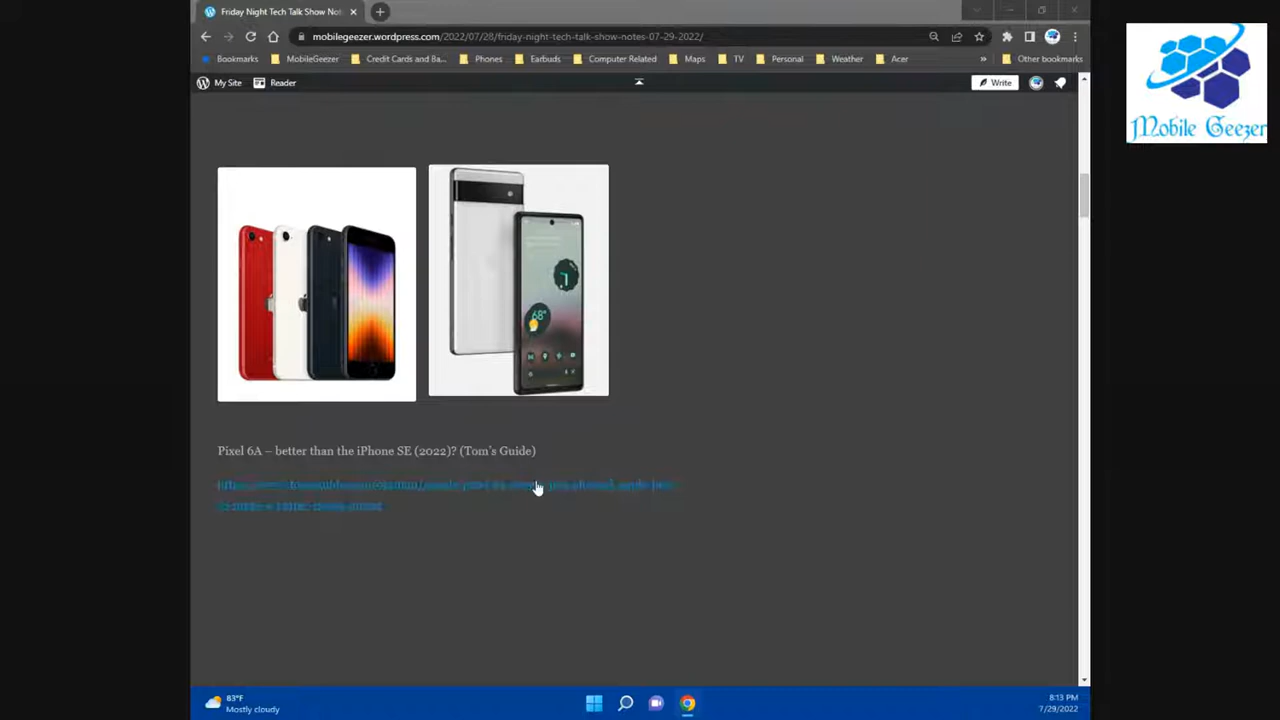 Friday Night Tech Talk Show Not
mobilegeezer.wordpress.com/2022/07/28/friday-night-tech-talk-show-notes-07-29-2022/
Bookmarks MobileGeezer Credit Cards and Ba... Phones Earbuds Computer Related Maps TV Personal Weather Acer » Other bookmarks
My Site Reader Write
Mobile Geezer
68°
Pixel 6A – better than the iPhone SE (2022)? (Tom's Guide)
83°F
Mostly cloudy
8:13 PM
7/29/2022